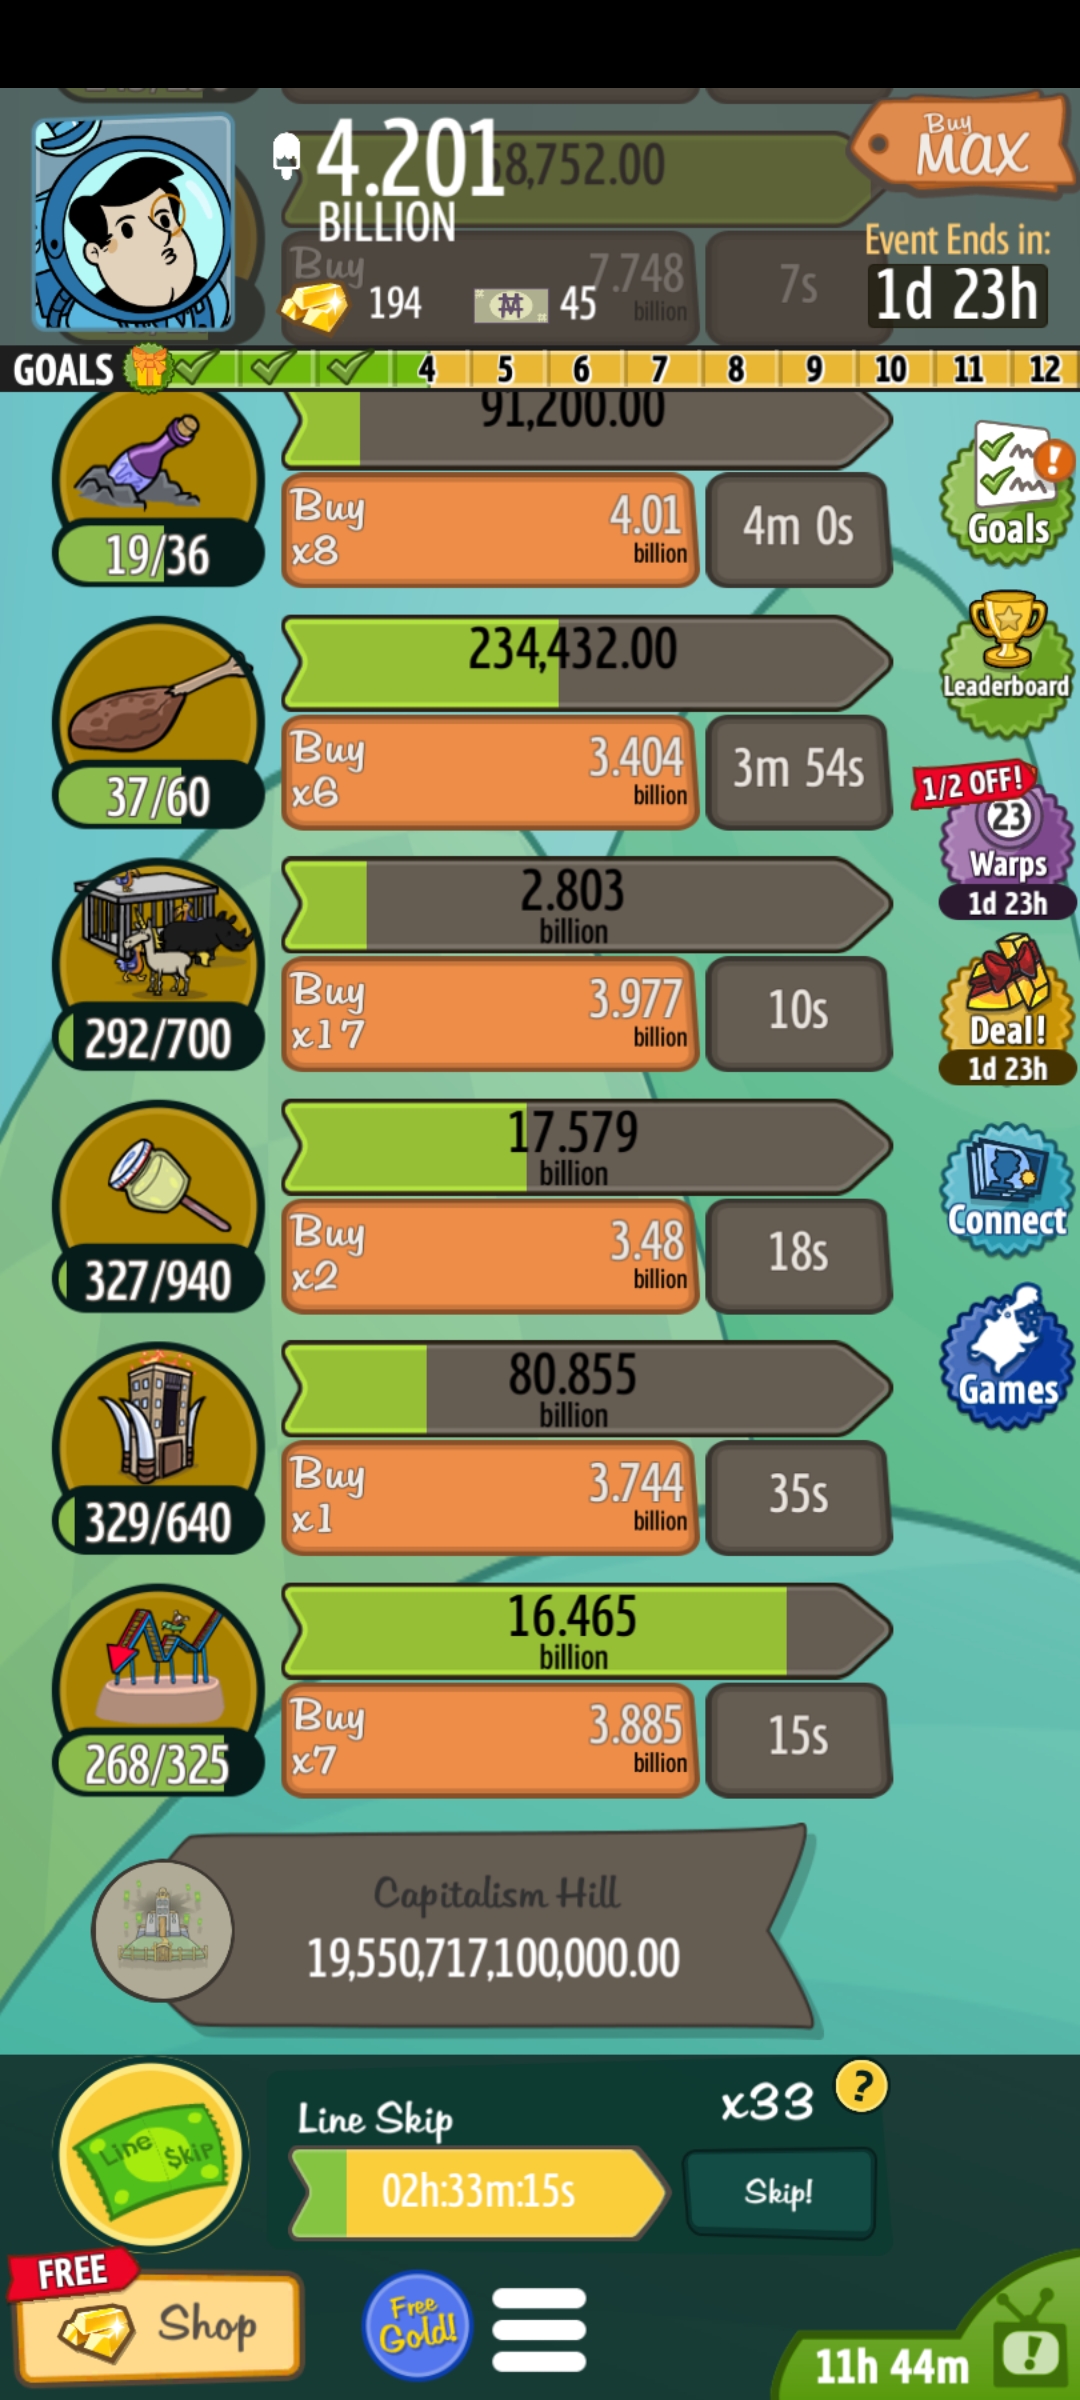 4.201
BILLION
58,752.00
Buy
MAX
Event Ends in:
1d 23h
Buy
7.748
billion
7s
194
45
GOALS
4
5
6
7
8
9
10
11
12
91,200.00
19/36
Buy
x8
4.01
billion
4m 0s
Goals
234,432.00
Leaderboard
37/60
Buy
x6
3.404
billion
3m 54s
1/2 OFF!
23
Warps
1d 23h
2.803
billion
292/700
Buy
x17
3.977
billion
10s
Deal!
1d 23h
17.579
billion
327/940
Buy
x2
3.48
billion
18s
Connect
80.855
billion
329/640
Buy
x1
3.744
billion
35s
Games
16.465
billion
268/325
Buy
x7
3.885
billion
15s
Capitalism Hill
19,550,717,100,000.00
Line $kip
Line Skip
x33
?
02h:33m:15s
Skip!
FREE
Shop
Free
Gold!
11h 44m